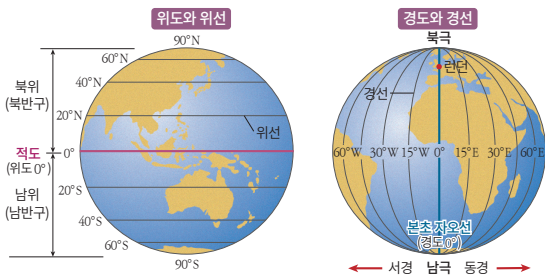 위도와 위선
90°N
60°N
40°N
20°N
북위
(북반구)
위선
적도
(위도 0°)
0°
남위
(남반구)
20°S
40°S
60°S
90°S
경도와 경선
북극
런던
경선
60°W 30°W 15°W 0° 15°E 30°E 60°E
본초 자오선
(경도 0°)
서경 남극 동경